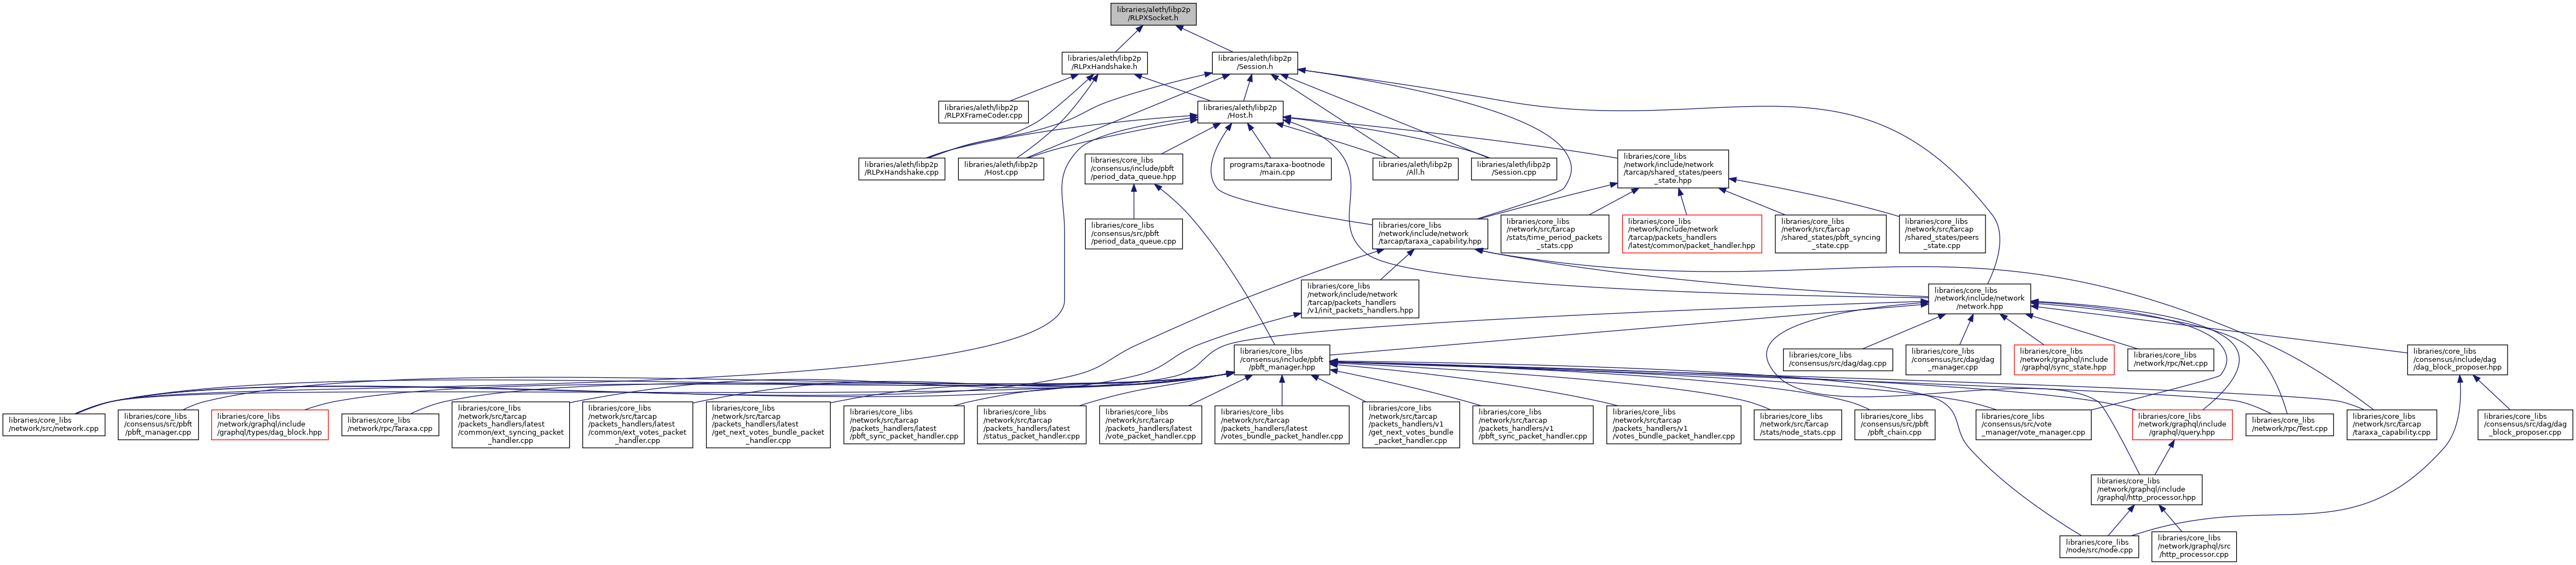 libraries/aleth/libp2p
/RLPXSocket.h
libraries/aleth/libp2p
/RLPxHandshake.h
libraries/aleth/libp2p
/Session.h
libraries/aleth/libp2p
/RLPXFrameCoder.cpp
libraries/aleth/libp2p
/Host.h
libraries/aleth/libp2p
/RLPxHandshake.cpp
libraries/aleth/libp2p
/Host.cpp
libraries/core_libs
/consensus/include/pbft
/period_data_queue.hpp
programs/taraxa-bootnode
/main.cpp
libraries/aleth/libp2p
/All.h
libraries/aleth/libp2p
/Session.cpp
libraries/core_libs
/network/include/network
/tarcap/shared_states/peers
_state.hpp
libraries/core_libs
/consensus/src/pbft
/period_data_queue.cpp
libraries/core_libs
/network/include/network
/tarcap/taraxa_capability.hpp
libraries/core_libs
/network/src/tarcap
/stats/time_period_packets
_stats.cpp
libraries/core_libs
/network/include/network
/tarcap/packets_handlers
/latest/common/packet_handler.hpp
libraries/core_libs
/network/src/tarcap
/shared_states/pbft_syncing
_state.cpp
libraries/core_libs
/network/src/tarcap
/shared_states/peers
_state.cpp
libraries/core_libs
/network/include/network
/tarcap/packets_handlers
/v1/init_packets_handlers.hpp
libraries/core_libs
/network/include/network
/network.hpp
libraries/core_libs
/consensus/include/pbft
/pbft_manager.hpp
libraries/core_libs
/consensus/src/dag/dag.cpp
libraries/core_libs
/consensus/src/dag/dag
_manager.cpp
libraries/core_libs
/network/graphql/include
/graphql/sync_state.hpp
libraries/core_libs
/network/rpc/Net.cpp
libraries/core_libs
/consensus/include/dag
/dag_block_proposer.hpp
libraries/core_libs
/network/src/network.cpp
libraries/core_libs
/consensus/src/pbft
/pbft_manager.cpp
libraries/core_libs
/network/graphql/include
/graphql/types/dag_block.hpp
libraries/core_libs
/network/rpc/Taraxa.cpp
libraries/core_libs
/network/src/tarcap
/packets_handlers/latest
/common/ext_syncing_packet
_handler.cpp
libraries/core_libs
/network/src/tarcap
/packets_handlers/latest
/common/ext_votes_packet
_handler.cpp
libraries/core_libs
/network/src/tarcap
/packets_handlers/latest
/get_next_votes_bundle_packet
_handler.cpp
libraries/core_libs
/network/src/tarcap
/packets_handlers/latest
/pbft_sync_packet_handler.cpp
libraries/core_libs
/network/src/tarcap
/packets_handlers/latest
/status_packet_handler.cpp
libraries/core_libs
/network/src/tarcap
/packets_handlers/latest
/vote_packet_handler.cpp
libraries/core_libs
/network/src/tarcap
/packets_handlers/latest
/votes_bundle_packet_handler.cpp
libraries/core_libs
/network/src/tarcap
/packets_handlers/v1
/get_next_votes_bundle
_packet_handler.cpp
libraries/core_libs
/network/src/tarcap
/packets_handlers/v1
/pbft_sync_packet_handler.cpp
libraries/core_libs
/network/src/tarcap
/packets_handlers/v1
/votes_bundle_packet_handler.cpp
libraries/core_libs
/network/src/tarcap
/stats/node_stats.cpp
libraries/core_libs
/consensus/src/pbft
/pbft_chain.cpp
libraries/core_libs
/consensus/src/vote
_manager/vote_manager.cpp
libraries/core_libs
/network/graphql/include
/graphql/query.hpp
libraries/core_libs
/network/rpc/Test.cpp
libraries/core_libs
/network/src/tarcap
/taraxa_capability.cpp
libraries/core_libs
/consensus/src/dag/dag
_block_proposer.cpp
libraries/core_libs
/network/graphql/include
/graphql/http_processor.hpp
libraries/core_libs
/node/src/node.cpp
libraries/core_libs
/network/graphql/src
/http_processor.cpp